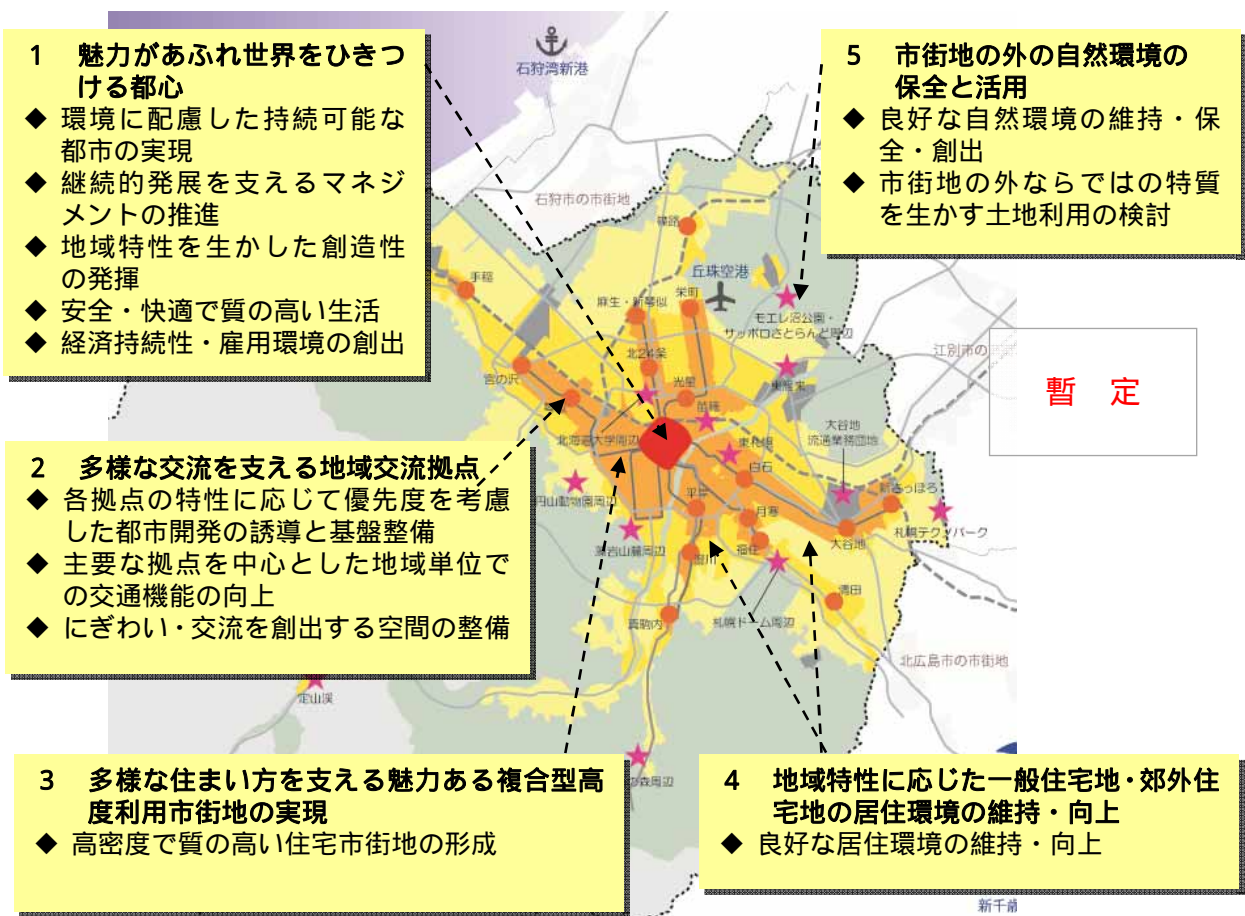 1 魅力があふれ世界をひきつ
ける都心
◆ 環境に配慮した持続可能な
都市の実現
◆ 継続的発展を支えるマネジ
メントの推進
◆ 地域特性を生かした創造性
の発揮
◆ 安全・快適で質の高い生活
◆ 経済持続性・雇用環境の創出
5 市街地の外の自然環境の
保全と活用
◆ 良好な自然環境の維持・保
全・創出
◆ 市街地の外ならではの特質
を生かす土地利用の検討
石狩湾新港
石狩市の市街地
篠路
丘珠空港
手稲
麻生・新琴似
栄町
モエレ沼公園・
サッポロさとらんど周辺
北24条
江別市の
宮の沢
光星
苗穂
暫 定
大谷地
流通業務団地
北海道大学周辺
東札幌
白石
2 多様な交流を支える地域交流拠点
◆ 各拠点の特性に応じて優先度を考慮
した都市開発の誘導と基盤整備
◆ 主要な拠点を中心とした地域単位で
の交通機能の向上
◆ にぎわい・交流を創出する空間の整備
円山動物園周辺
平岸
月寒
新さっぽろ
札幌テクノパーク
藻岩山麓周辺
澄川
福住
大谷地
清田
真駒内
札幌ドーム周辺
北広島市の市街地
定山渓
の森周辺
3 多様な住まい方を支える魅力ある複合型高
度利用市街地の実現
◆ 高密度で質の高い住宅市街地の形成
4 地域特性に応じた一般住宅地・郊外住
宅地の居住環境の維持・向上
◆ 良好な居住環境の維持・向上
新千歳